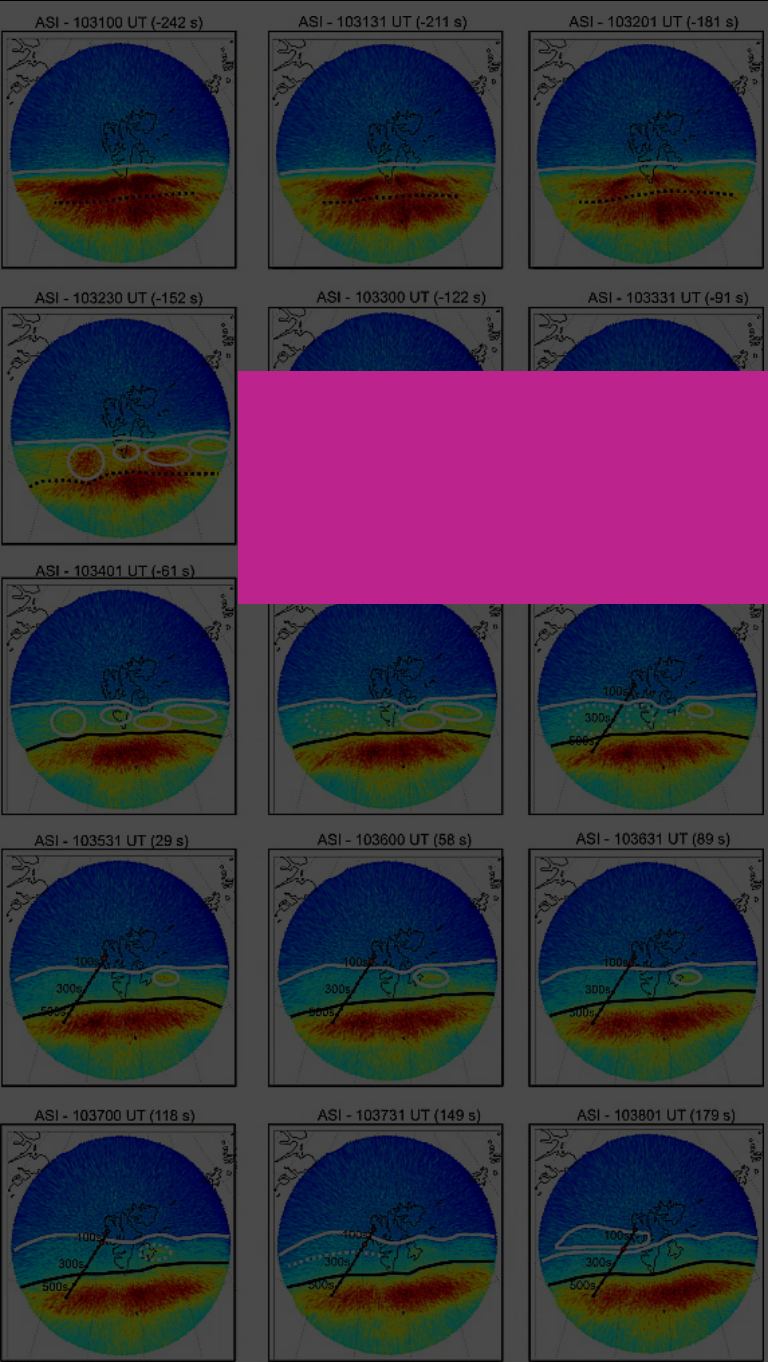 ASI - 103100 UT (-242 s)
ASI - 103131 UT (-211 s)
ASI - 103201 UT (-181 s)
ASI - 103230 UT (-152 s)
ASI - 103300 UT (-122 s)
ASI - 103331 UT (-91 s)
ASI - 103401 UT (-61 s)
100s
300s
500s
ASI - 103531 UT (29 s)
ASI - 103600 UT (58 s)
ASI - 103631 UT (89 s)
100s
300s
500s
100s
300s
500s
100s
300s
500s
ASI - 103700 UT (118 s)
ASI - 103731 UT (149 s)
ASI - 103801 UT (179 s)
100s
300s
500s
100s
300s
500s
100s
300s
500s